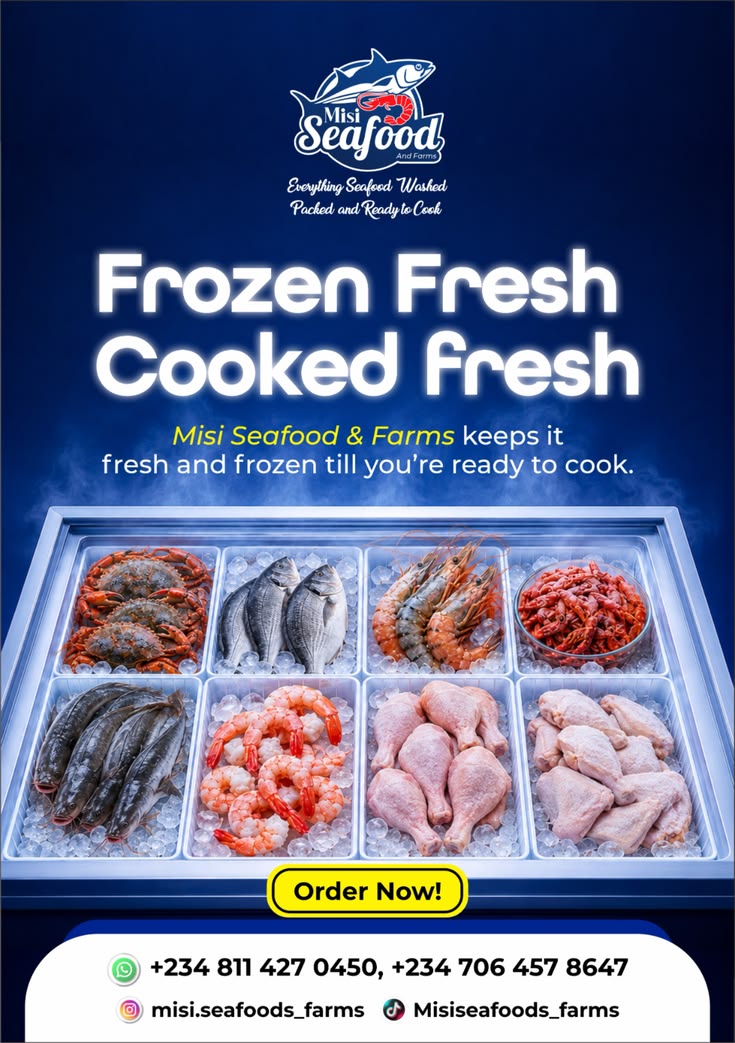 Misi
Seafood
And Farms
Everything Seafood Washed
Packed and Ready to Cook
Frozen Fresh
Cooked fresh
Misi Seafood & Farms keeps it
fresh and frozen till you're ready to cook.
Order Now!
+234 811 427 0450, +234 706 457 8647
misi.seafoods_farms Misiseafoods_farms